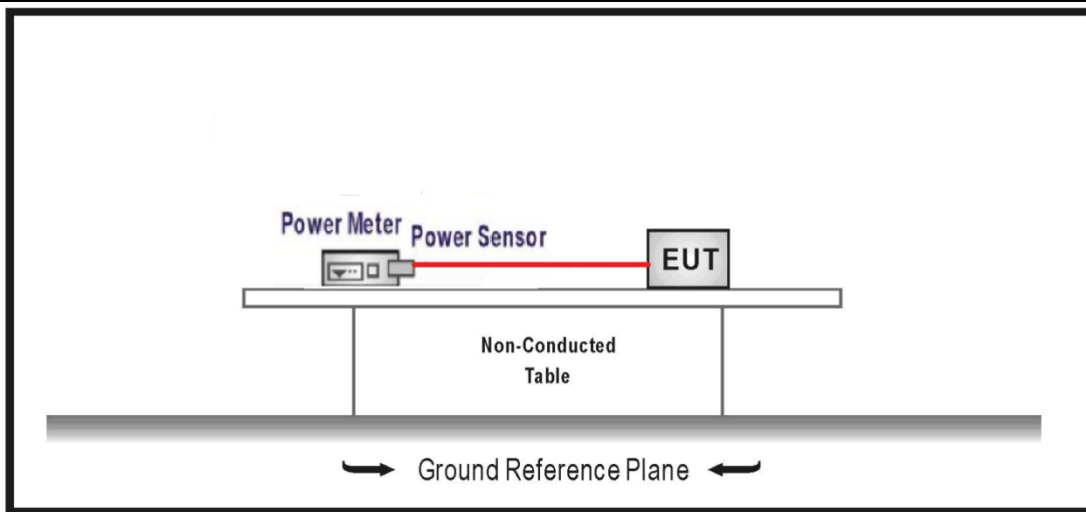 Power Meter
Power Sensor
EUT
Non-Conducted
Table
Ground Reference Plane